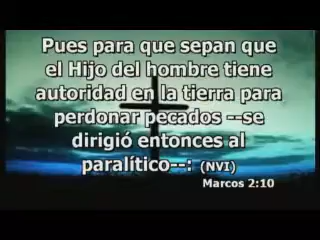 Pues para que sepan que
el Hijo del hombre tiene
autoridad en la tierra para
perdonar pecados --se
dirigió entonces al
paralítico--: (NVI)
Marcos 2:10